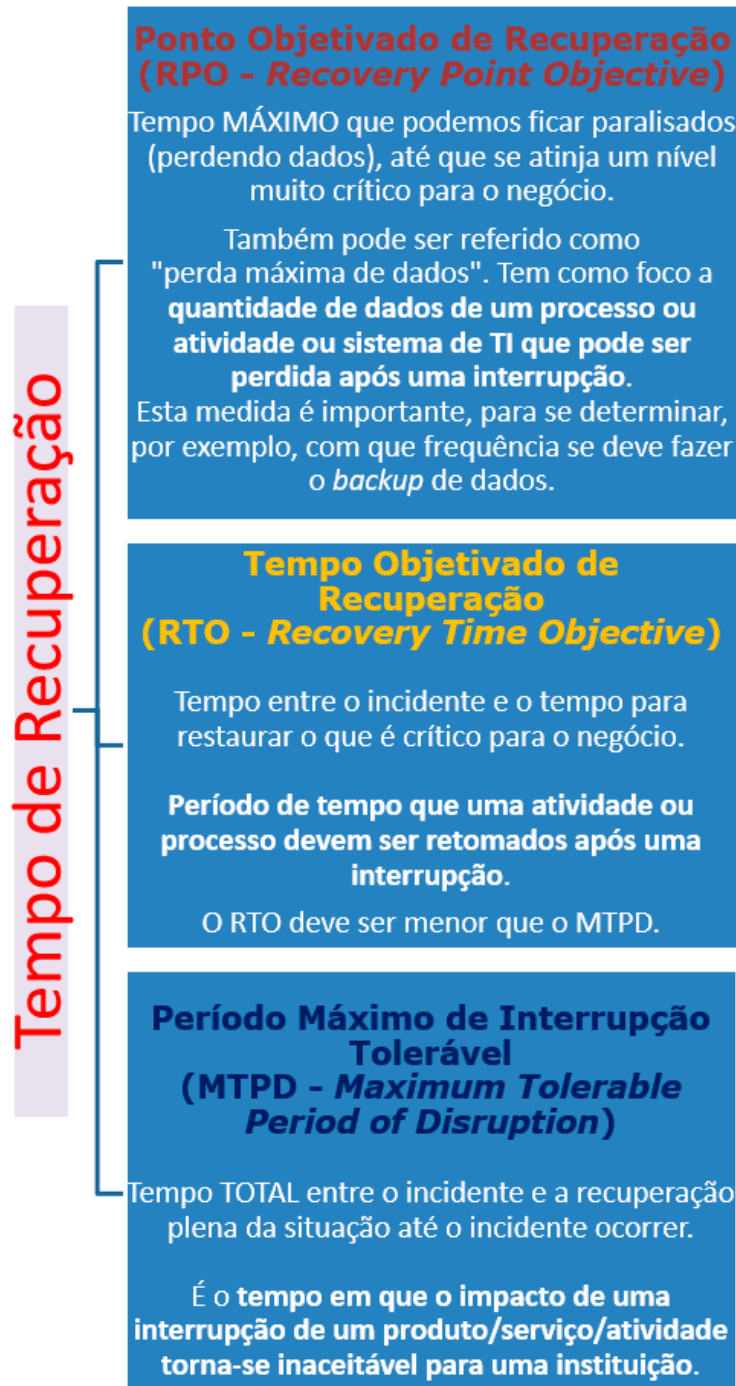 Tempo de Recuperação
Ponto Objetivado de Recuperação
(RPO - Recovery Point Objective)
Tempo MÁXIMO que podemos ficar paralisados
(perdendo dados), até que se atinja um nível
muito crítico para o negócio.
Também pode ser referido como
"perda máxima de dados". Tem como foco a
quantidade de dados de um processo ou
atividade ou sistema de TI que pode ser
perdida após uma interrupção.
Esta medida é importante, para se determinar,
por exemplo, com que frequência se deve fazer
o backup de dados.
Tempo Objetivado de
Recuperação
(RTO - Recovery Time Objective)
Tempo entre o incidente e o tempo para
restaurar o que é crítico para o negócio.
Período de tempo que uma atividade ou
processo devem ser retomados após uma
interrupção.
O RTO deve ser menor que o MTPD.
Período Máximo de Interrupção
Tolerável
(MTPD - Maximum Tolerable
Period of Disruption)
Tempo TOTAL entre o incidente e a recuperação
plena da situação até o incidente ocorrer.
É o tempo em que o impacto de uma
interrupção de um produto/serviço/atividade
torna-se inaceitável para uma instituição.